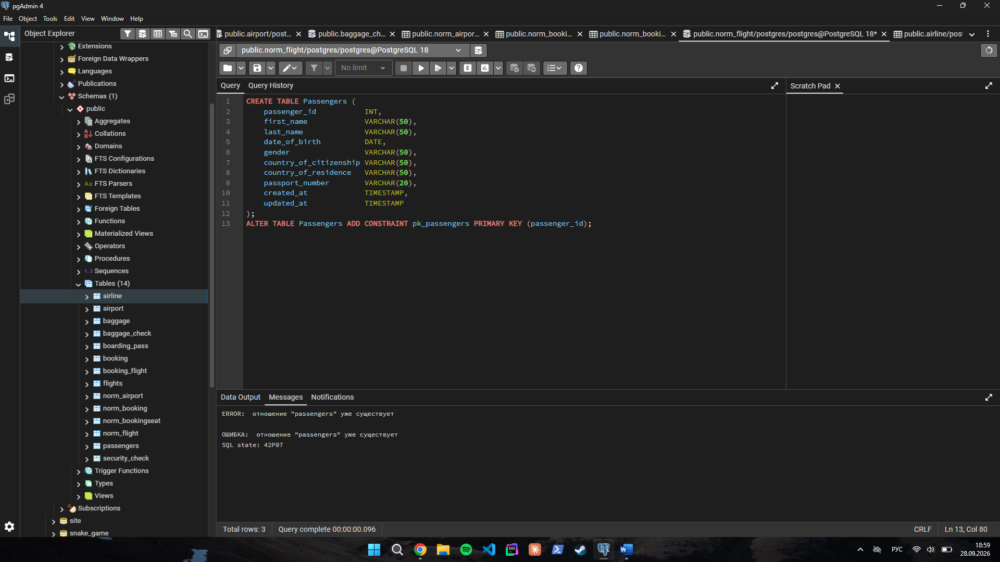 pgAdmin 4
File Object Tools Edit View Window Help
Object Explorer
public.airport/post...
public.baggage_ch...
public.norm_airpor...
public.norm_booki...
public.norm_booki...
public.norm_flight/postgres/postgres@PostgreSQL 18*
public.airline/post
public.norm_flight/postgres/postgres@PostgreSQL 18
No limit
Query Query History
Scratch Pad
Extensions
Foreign Data Wrappers
Languages
Publications
Schemas (1)
public
Aggregates
Collations
Domains
FTS Configurations
FTS Dictionaries
Aa FTS Parsers
FTS Templates
Foreign Tables
Functions
Materialized Views
Operators
Procedures
1..3 Sequences
Tables (14)
airline
airport
baggage
baggage_check
boarding_pass
booking
booking_flight
flights
norm_airport
norm_booking
norm_bookingseat
norm_flight
passengers
security_check
Trigger Functions
Types
Views
Subscriptions
site
snake_game
1 CREATE TABLE Passengers (
2 passenger_id INT,
3 first_name VARCHAR(50),
4 last_name VARCHAR(50),
5 date_of_birth DATE,
6 gender VARCHAR(50),
7 country_of_citizenship VARCHAR(50),
8 country_of_residence VARCHAR(50),
9 passport_number VARCHAR(20),
10 created_at TIMESTAMP,
11 updated_at TIMESTAMP
12 );
13 ALTER TABLE Passengers ADD CONSTRAINT pk_passengers PRIMARY KEY (passenger_id);
Data Output Messages Notifications
ERROR:  отношение "passengers" уже существует
ОШИБКА:  отношение "passengers" уже существует
SQL state: 42P07
Total rows: 3 Query complete 00:00:00.096
CRLF Ln 13, Col 80
DG
РУС
18:59
28.09.2026